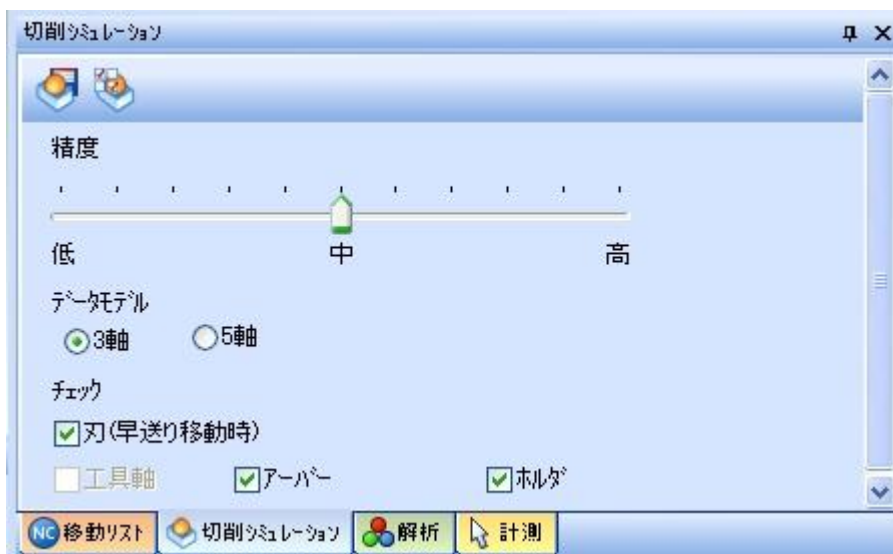 切削ｼﾐｭﾚｰｼｮﾝ
精度
低 中 高
ﾃﾞｰﾀﾓﾃﾞﾙ
3軸 5軸
ﾁｪｯｸ
刃(早送り移動時)
工具軸 ｱｰﾊﾞｰ ﾎﾙﾀﾞ
NC 移動ﾘｽﾄ 切削ｼﾐｭﾚｰｼｮﾝ 解析 計測